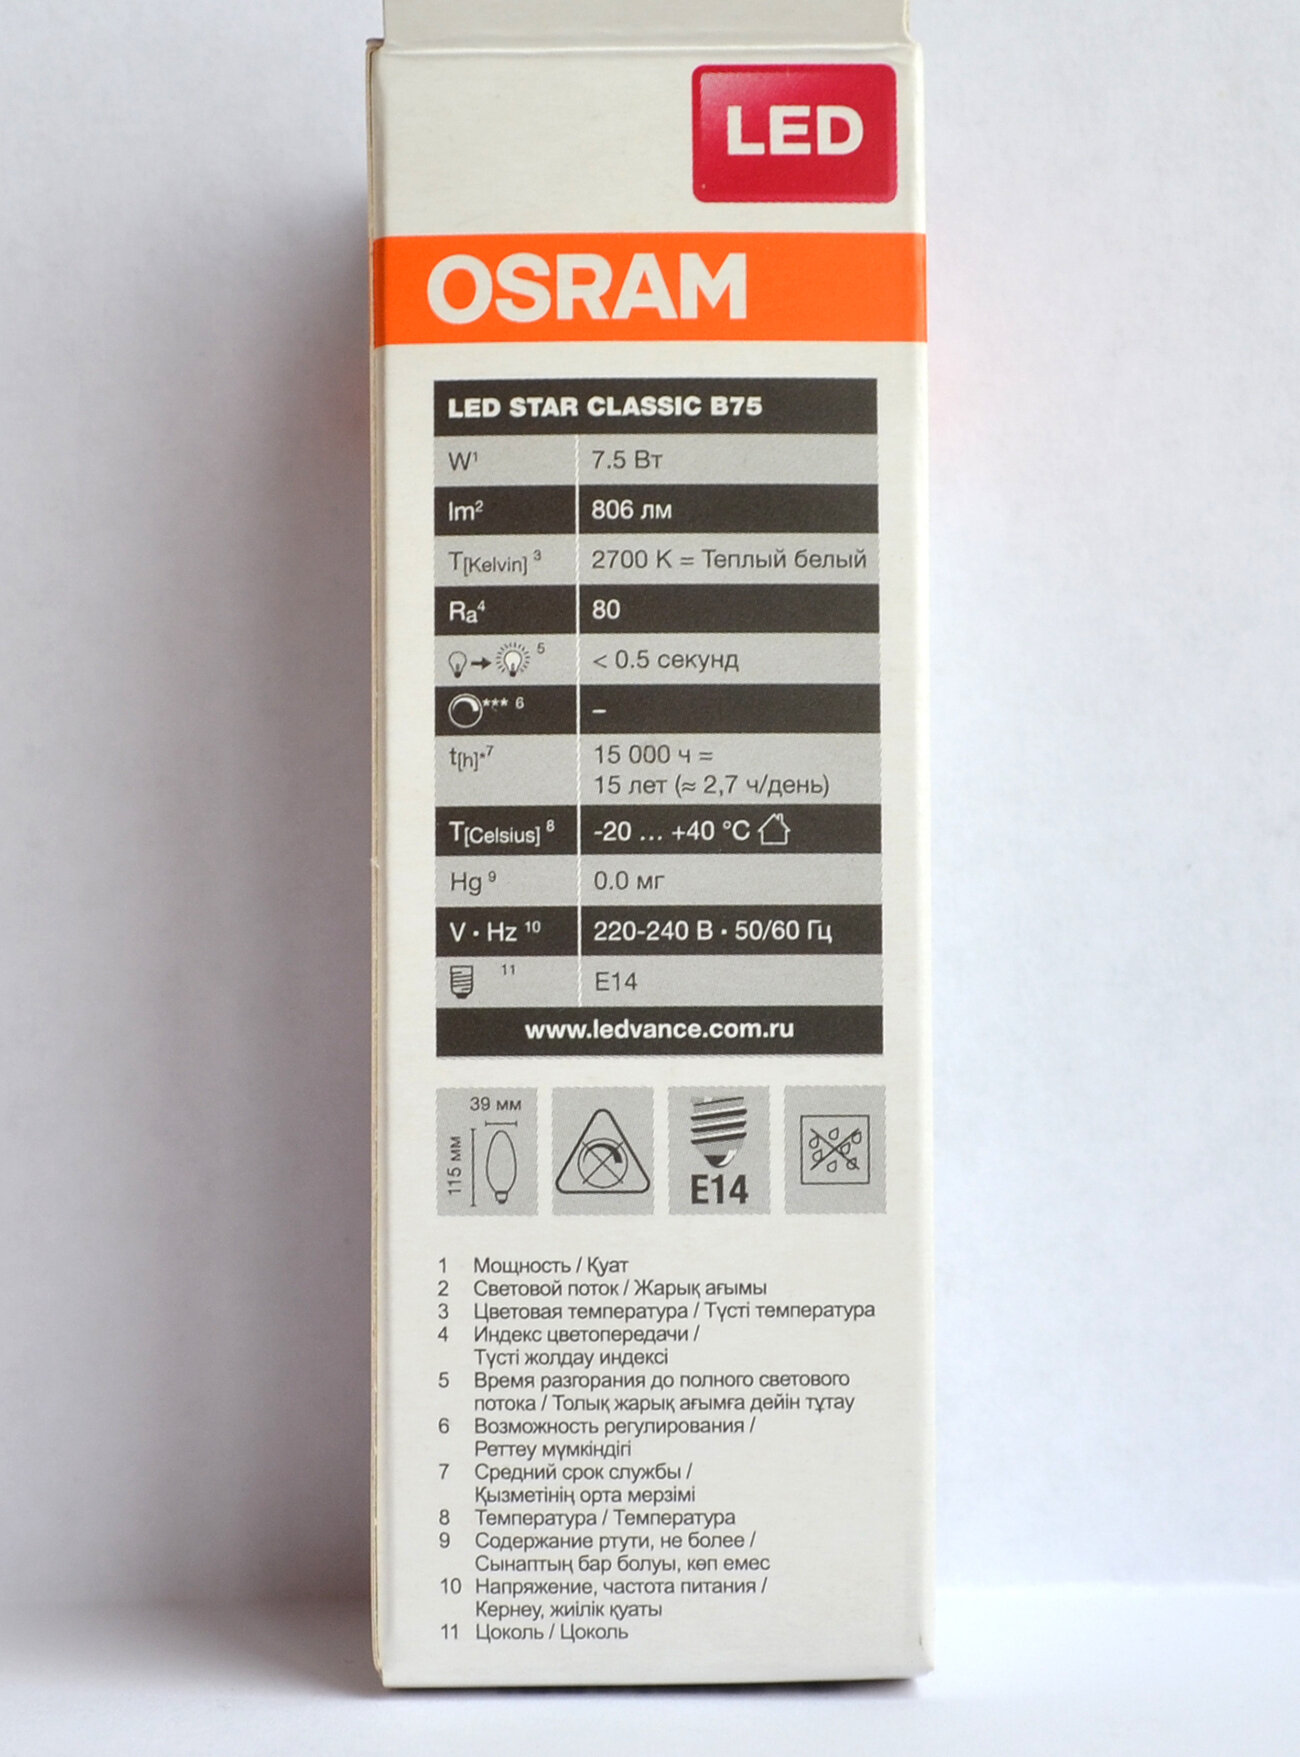 LED
OSRAM
LED STAR CLASSIC B75
W¹ 7.5 Вт
lm² 806 лм
T[Kelvin] ³ 2700 K = Теплый белый
Ra⁴ 80
⁵ < 0.5 секунд
*** ⁶ –
t[h]*⁷ 15 000 ч =
15 лет (≈ 2,7 ч/день)
T[Celsius] ⁸ -20 ... +40 °C
Hg ⁹ 0.0 мг
V · Hz ¹⁰ 220-240 В · 50/60 Гц
¹¹ E14
www.ledvance.com.ru
39 мм
115 мм
E14
1 Мощность / Қуат
2 Световой поток / Жарық ағымы
3 Цветовая температура / Түсті температура
4 Индекс цветопередачи /
Түсті жолдау индексі
5 Время разгорания до полного светового
потока / Толық жарық ағымға дейін тұтау
6 Возможность регулирования /
Реттеу мүмкіндігі
7 Средний срок службы /
Қызметінің орта мерзімі
8 Температура / Температура
9 Содержание ртути, не более /
Сынаптың бар болуы, көп емес
10 Напряжение, частота питания /
Кернеу, жиілік қуаты
11 Цоколь / Цоколь